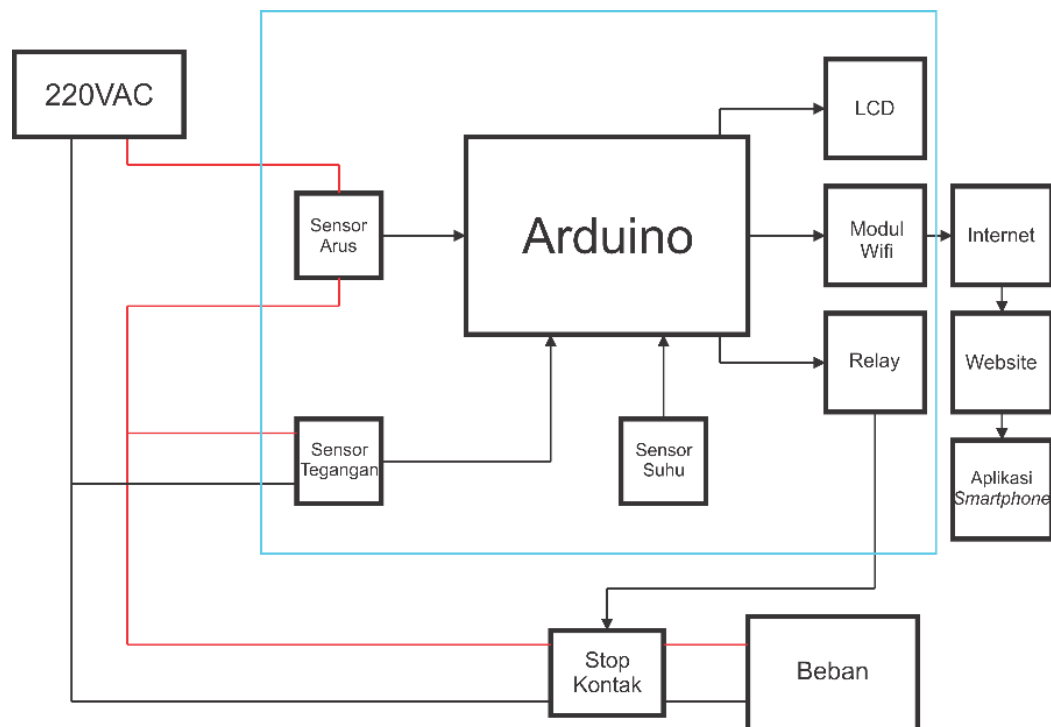 220VAC
LCD
Sensor
Arus
Arduino
Modul
Wifi
Internet
Relay
Website
Sensor
Tegangan
Sensor
Suhu
Aplikasi
Smartphone
Stop
Kontak
Beban